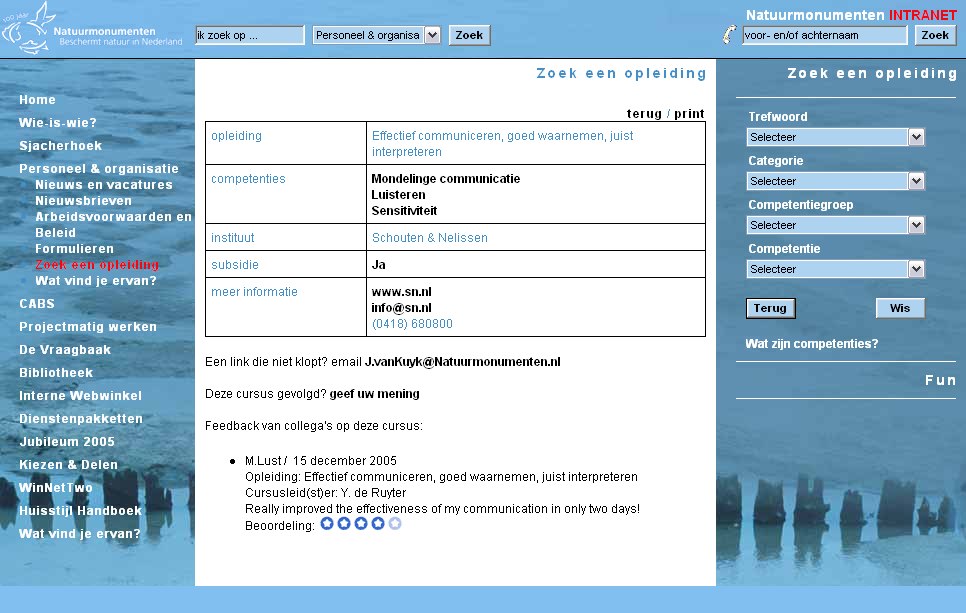 100 jaar
Natuurmonumenten
Beschermt natuur in Nederland
ik zoek op ...
Personeel & organisa
Zoek
Natuurmonumenten INTRANET
voor- en/of achternaam
Zoek
Home
Wie-is-wie?
Sjacherhoek
Personeel & organisatie
Nieuws en vacatures
Nieuwsbrieven
Arbeidsvoorwaarden en
Beleid
Formulieren
Zoek een opleiding
Wat vind je ervan?
CABS
Projectmatig werken
De Vraagbaak
Bibliotheek
Interne Webwinkel
Dienstenpakketten
Jubileum 2005
Kiezen & Delen
WinNetTwo
Huisstijl Handboek
Wat vind je ervan?
Zoek een opleiding
terug / print
opleiding
Effectief communiceren, goed waarnemen, juist
interpreteren
competenties
Mondelinge communicatie
Luisteren
Sensitiviteit
instituut
Schouten & Nelissen
subsidie
Ja
meer informatie
www.sn.nl
info@sn.nl
(0418) 680800
Een link die niet klopt? email J.vanKuyk@Natuurmonumenten.nl
Deze cursus gevolgd? geef uw mening
Feedback van collega's op deze cursus:
M.Lust / 15 december 2005
Opleiding: Effectief communiceren, goed waarnemen, juist interpreteren
Cursusleid(st)er: Y. de Ruyter
Really improved the effectiveness of my communication in only two days!
Beoordeling:
Zoek een opleiding
Trefwoord
Selecteer
Categorie
Selecteer
Competentiegroep
Selecteer
Competentie
Selecteer
Terug
Wis
Wat zijn competenties?
Fun